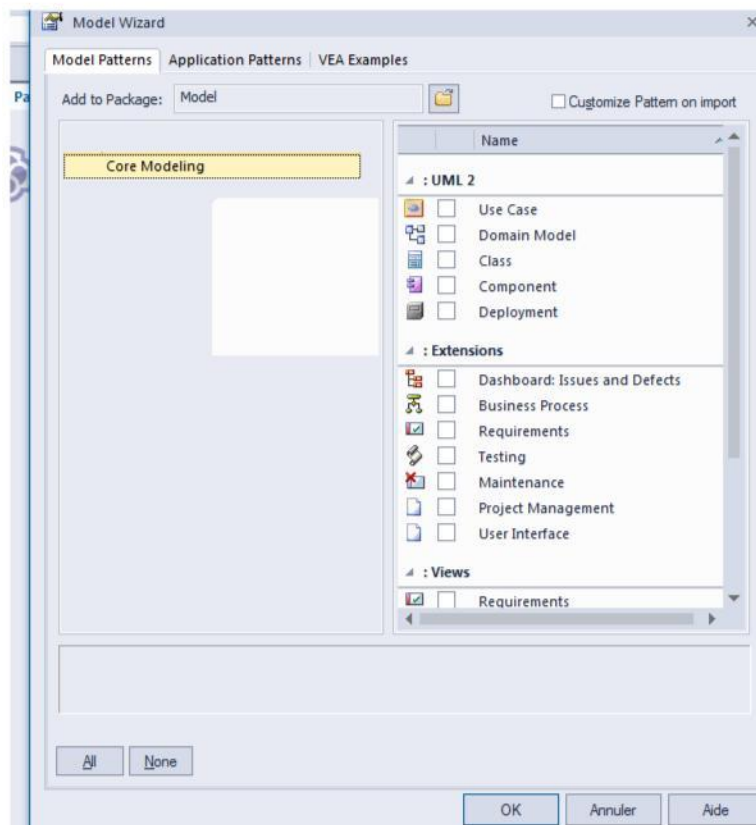 Model Wizard
Model Patterns
Application Patterns
VEA Examples
Pa
Add to Package:
Model
Customize Pattern on import
Core Modeling
Name
: UML 2
Use Case
Domain Model
Class
Component
Deployment
: Extensions
Dashboard: Issues and Defects
Business Process
Requirements
Testing
Maintenance
Project Management
User Interface
: Views
Requirements
All
None
OK
Annuler
Aide